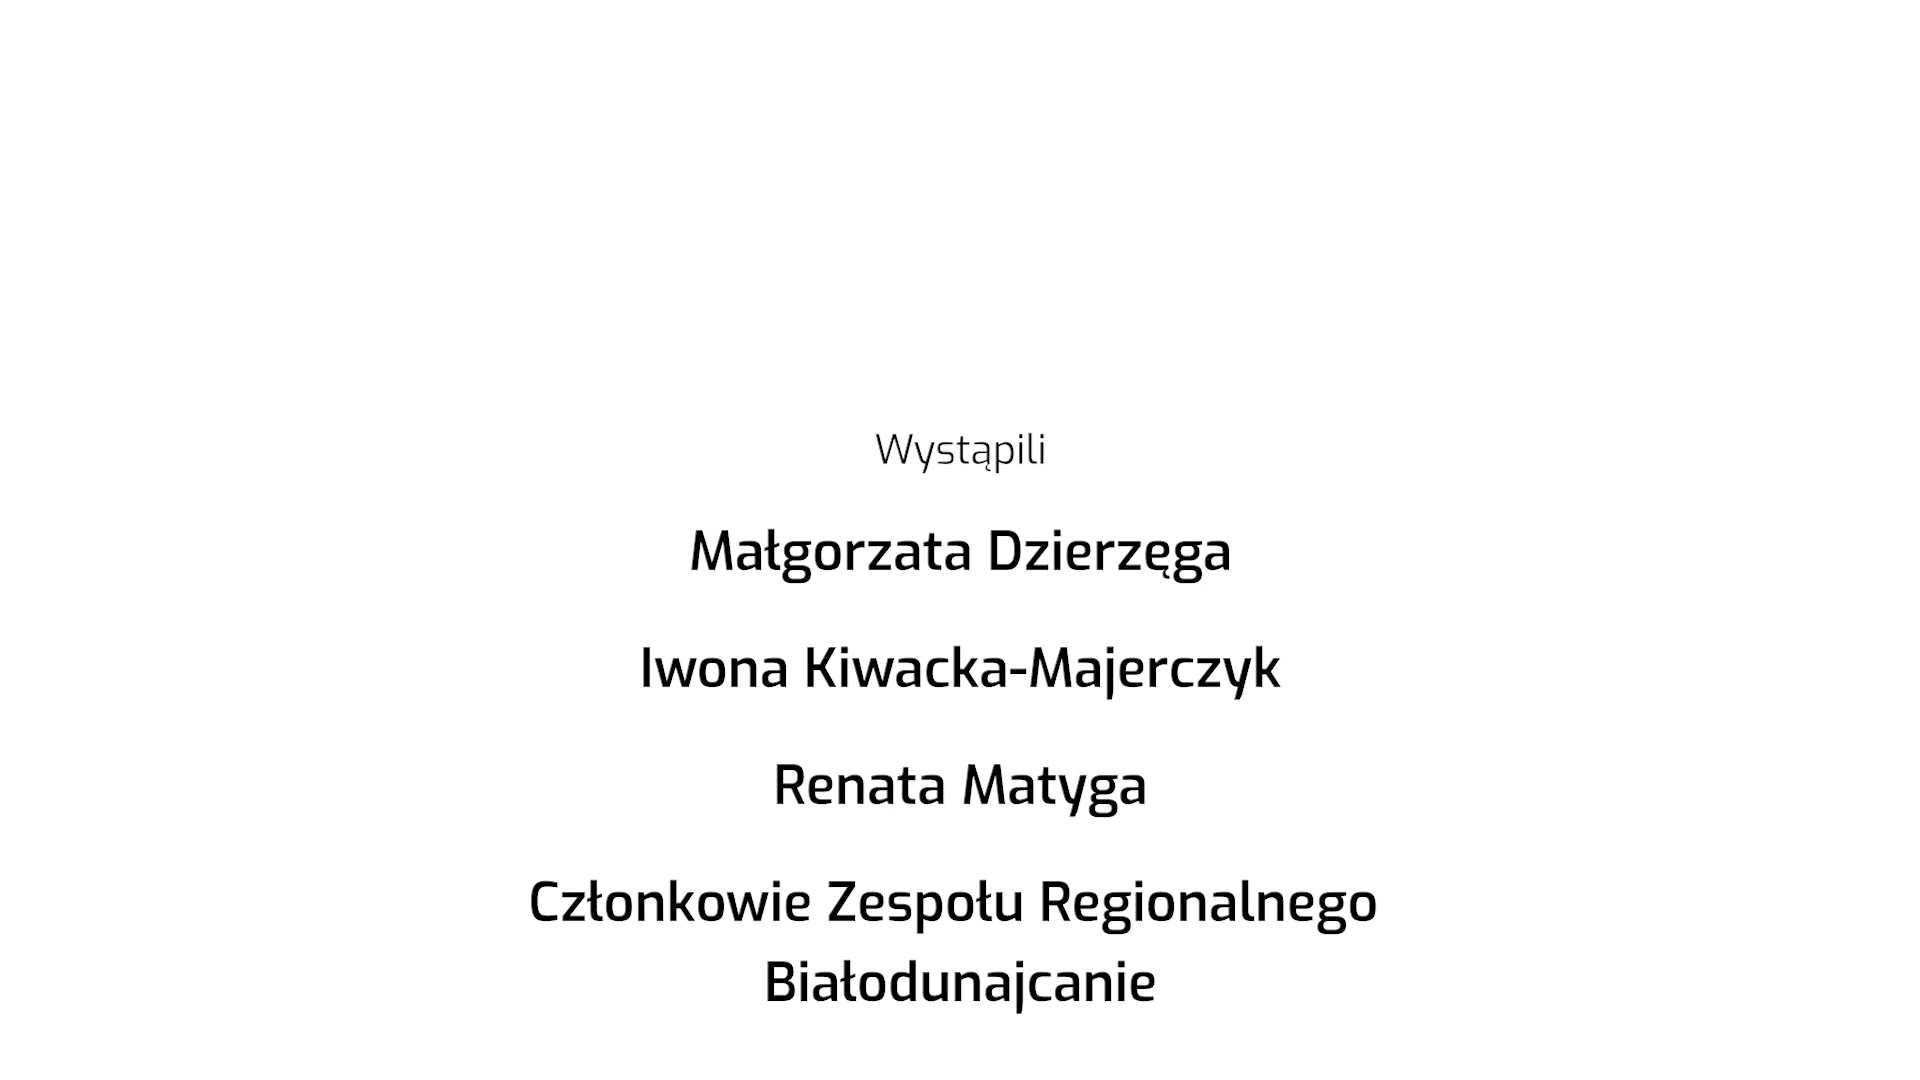 Wystąpili
Małgorzata Dzierzęga
Iwona Kiwacka-Majerczyk
Renata Matyga
Członkowie Zespołu Regionalnego
Białodunajcanie